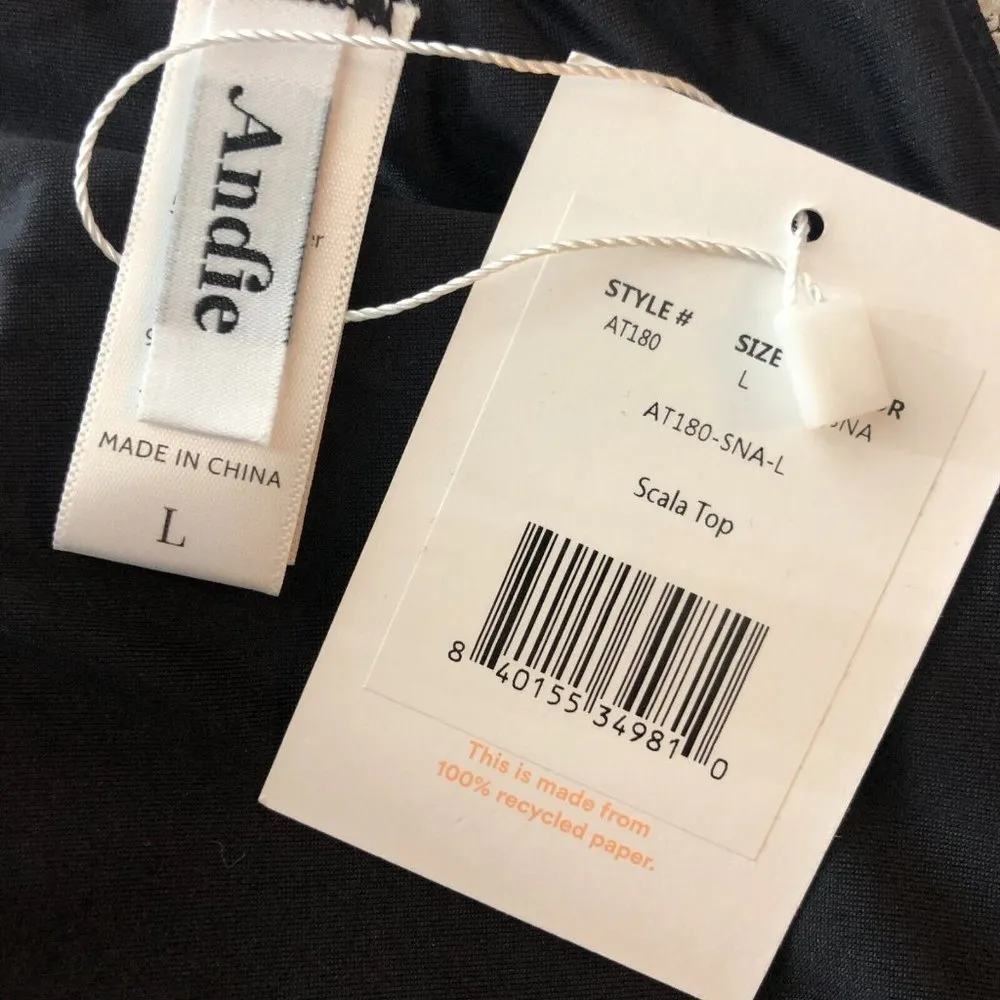 Andie
MADE IN CHINA
L
STYLE #
AT180
SIZE
L
SNA
AT180-SNA-L
Scala Top
8 40155 34981 0
This is made from
100% recycled paper.